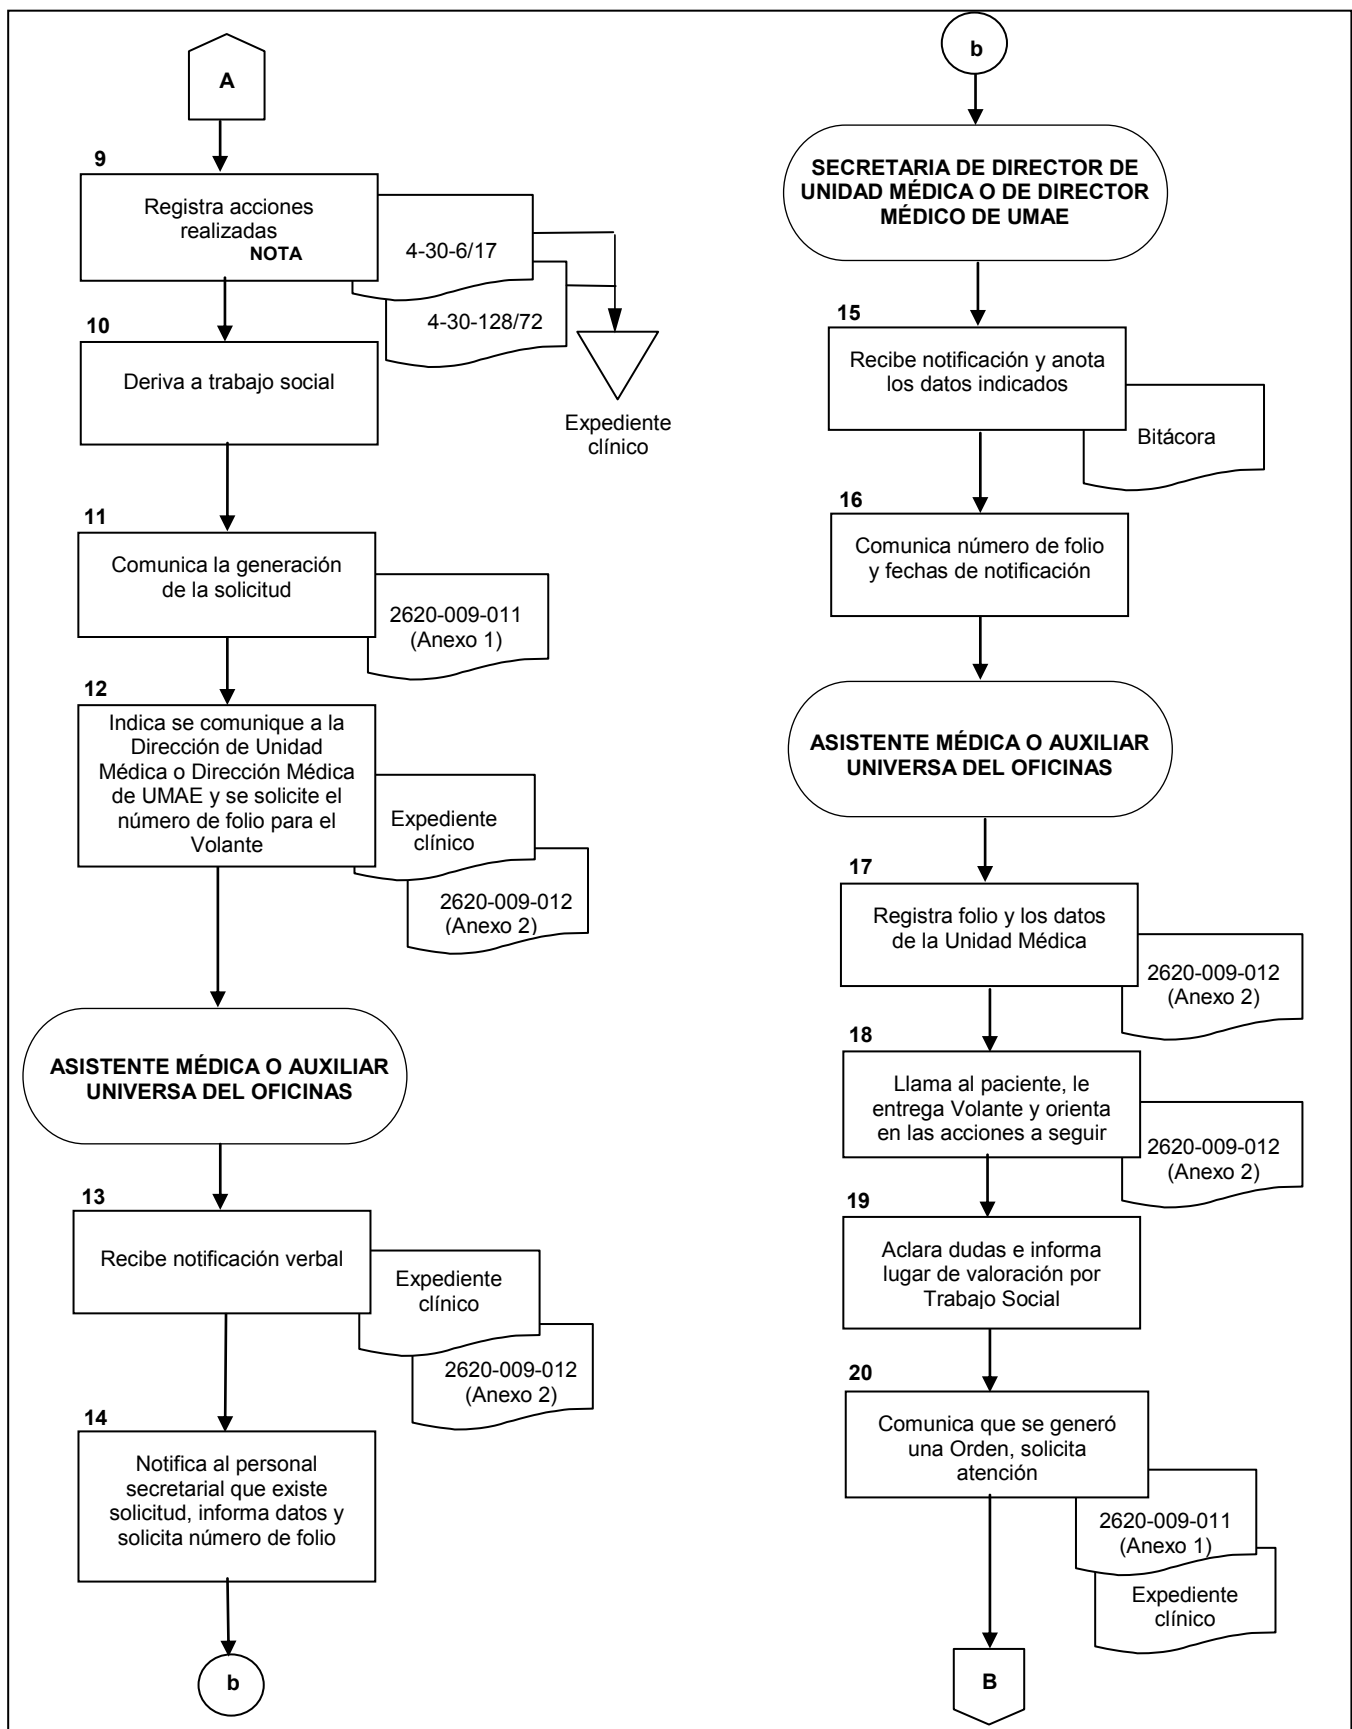 A
9
Registra acciones
realizadas
NOTA
4-30-6/17
4-30-128/72
Expediente
clínico
10
Deriva a trabajo social
11
Comunica la generación
de la solicitud
2620-009-011
(Anexo 1)
12
Indica se comunique a la
Dirección de Unidad
Médica o Dirección Médica
de UMAE y se solicite el
número de folio para el
Volante
Expediente
clínico
2620-009-012
(Anexo 2)
ASISTENTE MÉDICA O AUXILIAR
UNIVERSA DEL OFICINAS
13
Recibe notificación verbal
Expediente
clínico
2620-009-012
(Anexo 2)
14
Notifica al personal
secretarial que existe
solicitud, informa datos y
solicita número de folio
b
b
SECRETARIA DE DIRECTOR DE
UNIDAD MÉDICA O DE DIRECTOR
MÉDICO DE UMAE
15
Recibe notificación y anota
los datos indicados
Bitácora
16
Comunica número de folio
y fechas de notificación
ASISTENTE MÉDICA O AUXILIAR
UNIVERSA DEL OFICINAS
17
Registra folio y los datos
de la Unidad Médica
2620-009-012
(Anexo 2)
18
Llama al paciente, le
entrega Volante y orienta
en las acciones a seguir
2620-009-012
(Anexo 2)
19
Aclara dudas e informa
lugar de valoración por
Trabajo Social
20
Comunica que se generó
una Orden, solicita
atención
2620-009-011
(Anexo 1)
Expediente
clínico
B